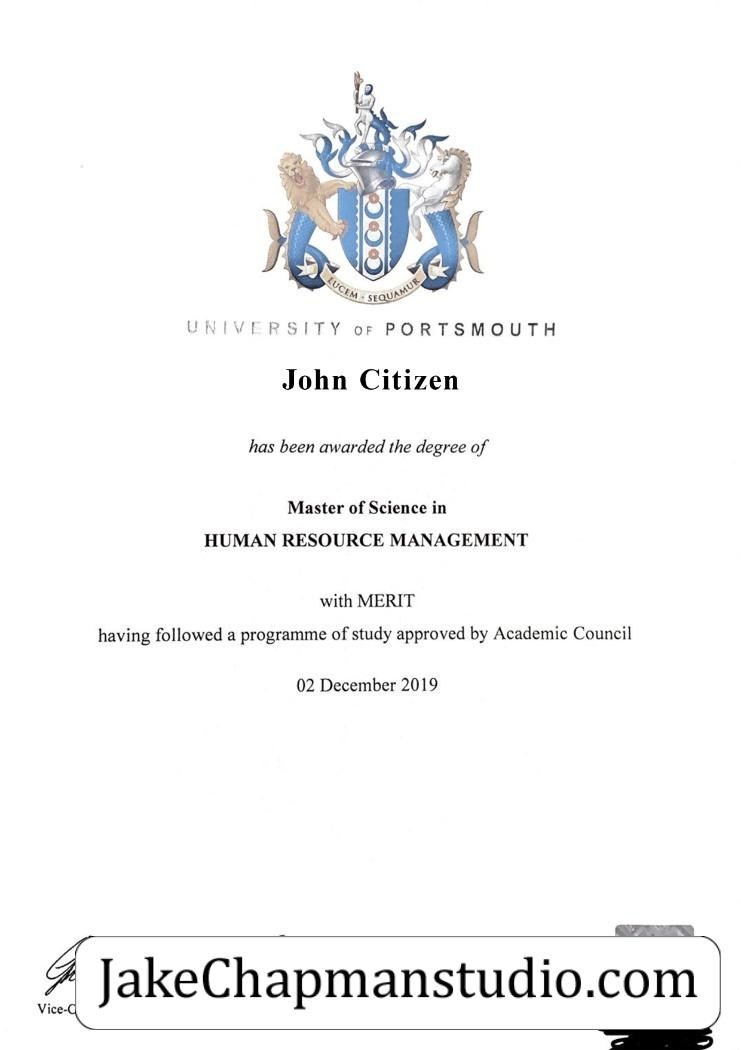 LUCEM - SEQUAMUR
UNIVERSITY OF PORTSMOUTH
John Citizen
has been awarded the degree of
Master of Science in
HUMAN RESOURCE MANAGEMENT
with MERIT
having followed a programme of study approved by Academic Council
02 December 2019
JakeChapmanstudio.com
Vice-C